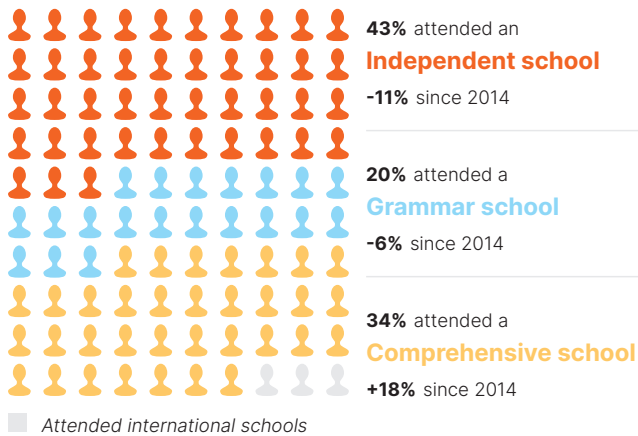 43% attended an
Independent school
-11% since 2014
20% attended a
Grammar school
-6% since 2014
34% attended a
Comprehensive school
+18% since 2014
Attended international schools